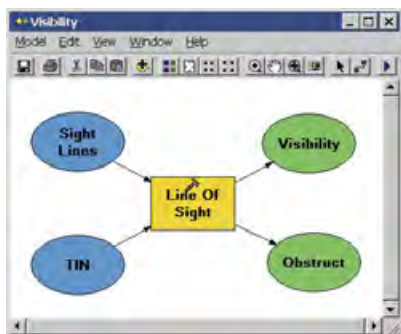 Visibility
Model Edit View Window Help
Sight
Lines
Visibility
Line Of
Sight
TIN
Obstruct